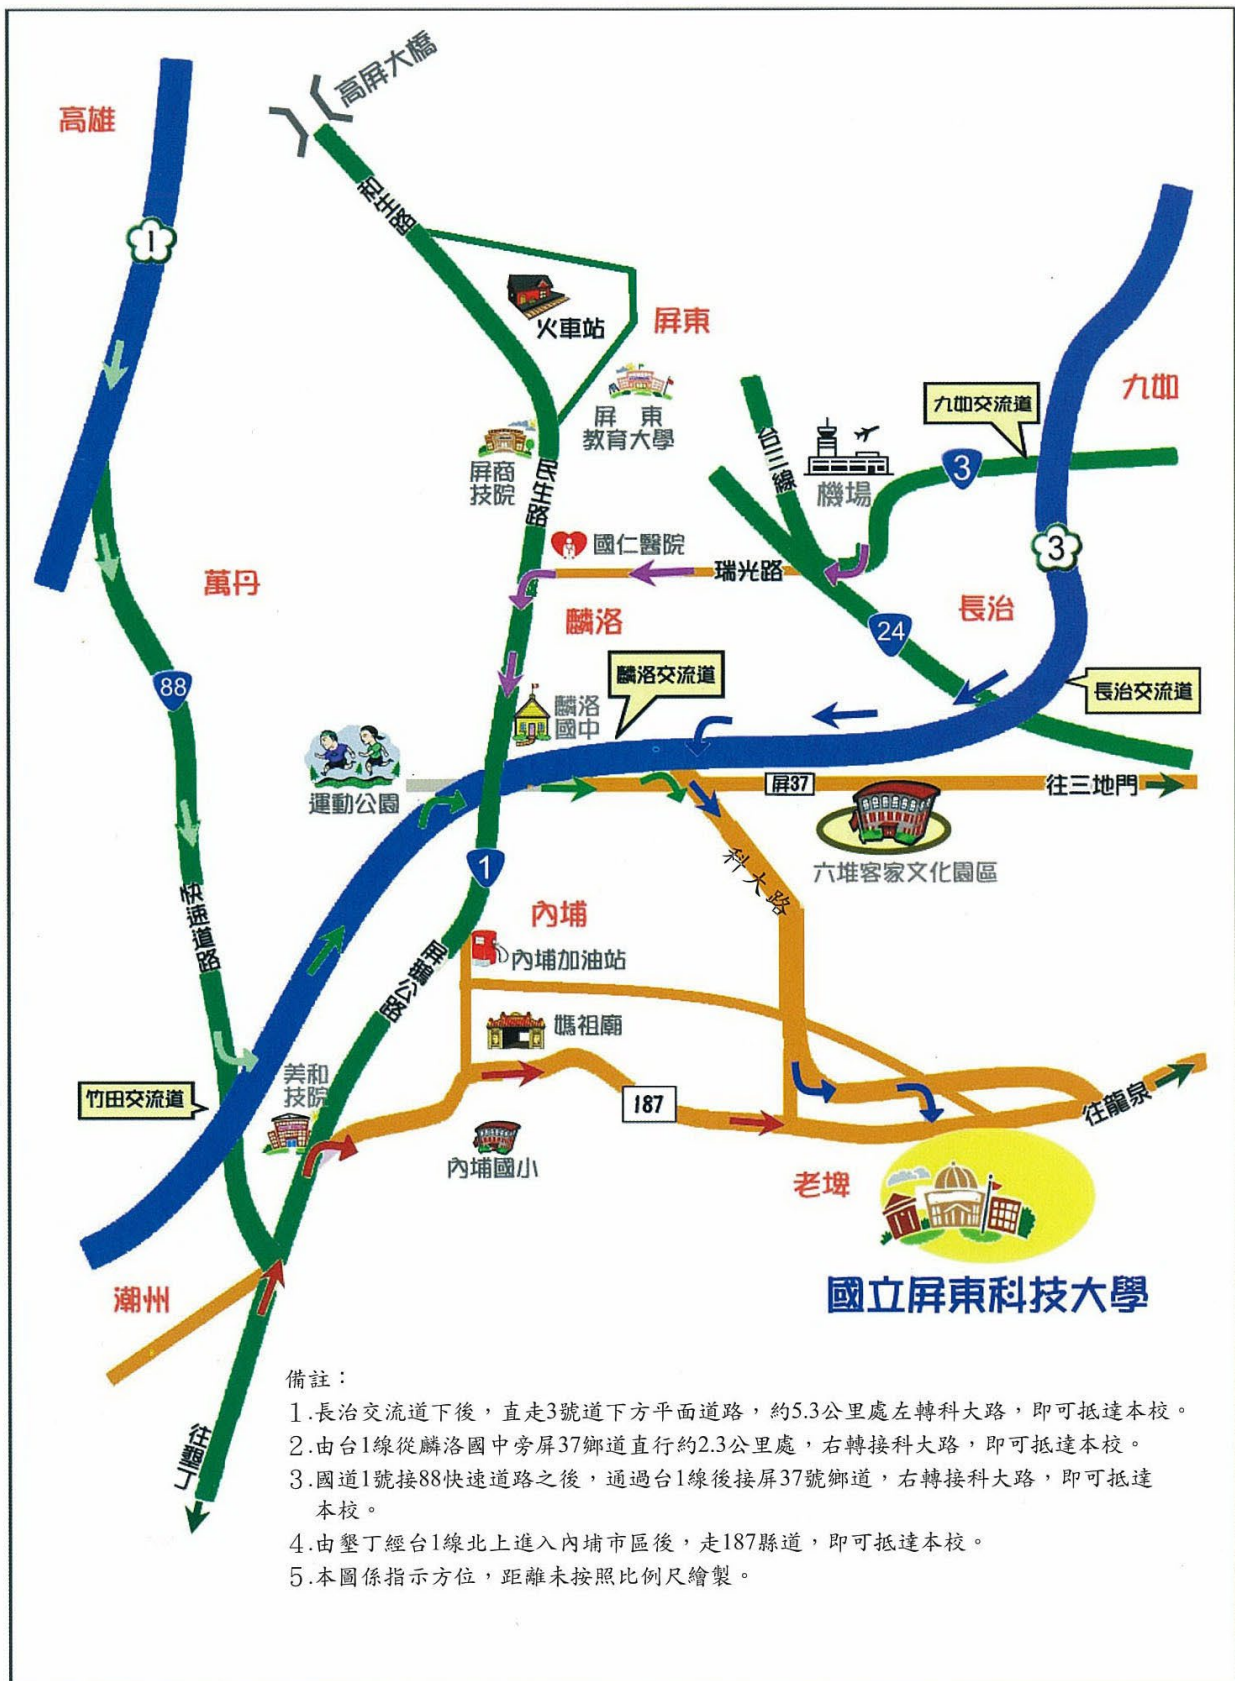 高屏大橋
高雄
1
和生路
火車站
屏東
九如
九如交流道
屏東
教育大學
台三線
機場
3
屏商
技院
民生路
國仁醫院
瑞光路
3
萬丹
麟洛
24
長治
88
麟洛交流道
長治交流道
麟洛
國中
運動公園
屏37
往三地門
1
科大路
六堆客家文化園區
快速道路
內埔
屏鵝公路
內埔加油站
媽祖廟
美和
技院
竹田交流道
187
往龍泉
內埔國小
老埤
潮州
國立屏東科技大學
往墾丁
備註：
1.長治交流道下後，直走3號道下方平面道路，約5.3公里處左轉科大路，即可抵達本校。
2.由台1線從麟洛國中旁屏37鄉道直行約2.3公里處，右轉接科大路，即可抵達本校。
3.國道1號接88快速道路之後，通過台1線後接屏37號鄉道，右轉接科大路，即可抵達
本校。
4.由墾丁經台1線北上進入內埔市區後，走187縣道，即可抵達本校。
5.本圖係指示方位，距離未按照比例尺繪製。